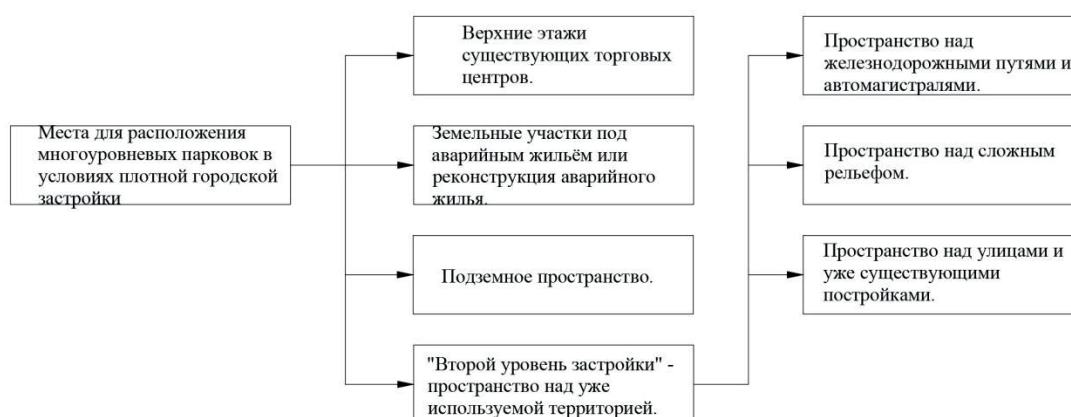 Места для расположения
многоуровневых парковок в
условиях плотной городской
застройки
Верхние этажи
существующих торговых
центров.
Земельные участки под
аварийным жильём или
реконструкция аварийного
жилья.
Подземное пространство.
"Второй уровень застройки" -
пространство над уже
используемой территорией.
Пространство над
железнодорожными путями и
автомагистралями.
Пространство над сложным
рельефом.
Пространство над улицами и
уже существующими
постройками.